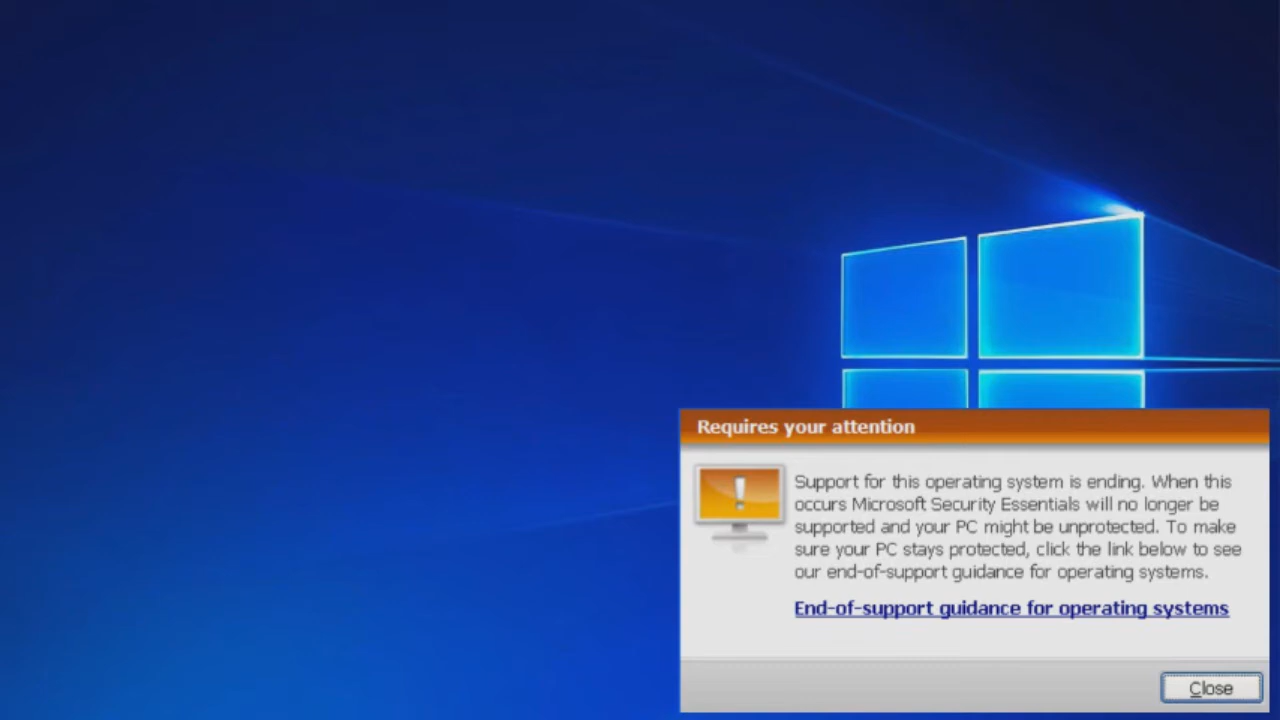 Requires your attention
Support for this operating system is ending. When this
occurs Microsoft Security Essentials will no longer be
supported and your PC might be unprotected. To make
sure your PC stays protected, click the link below to see
our end-of-support guidance for operating systems.
End-of-support guidance for operating systems
Close